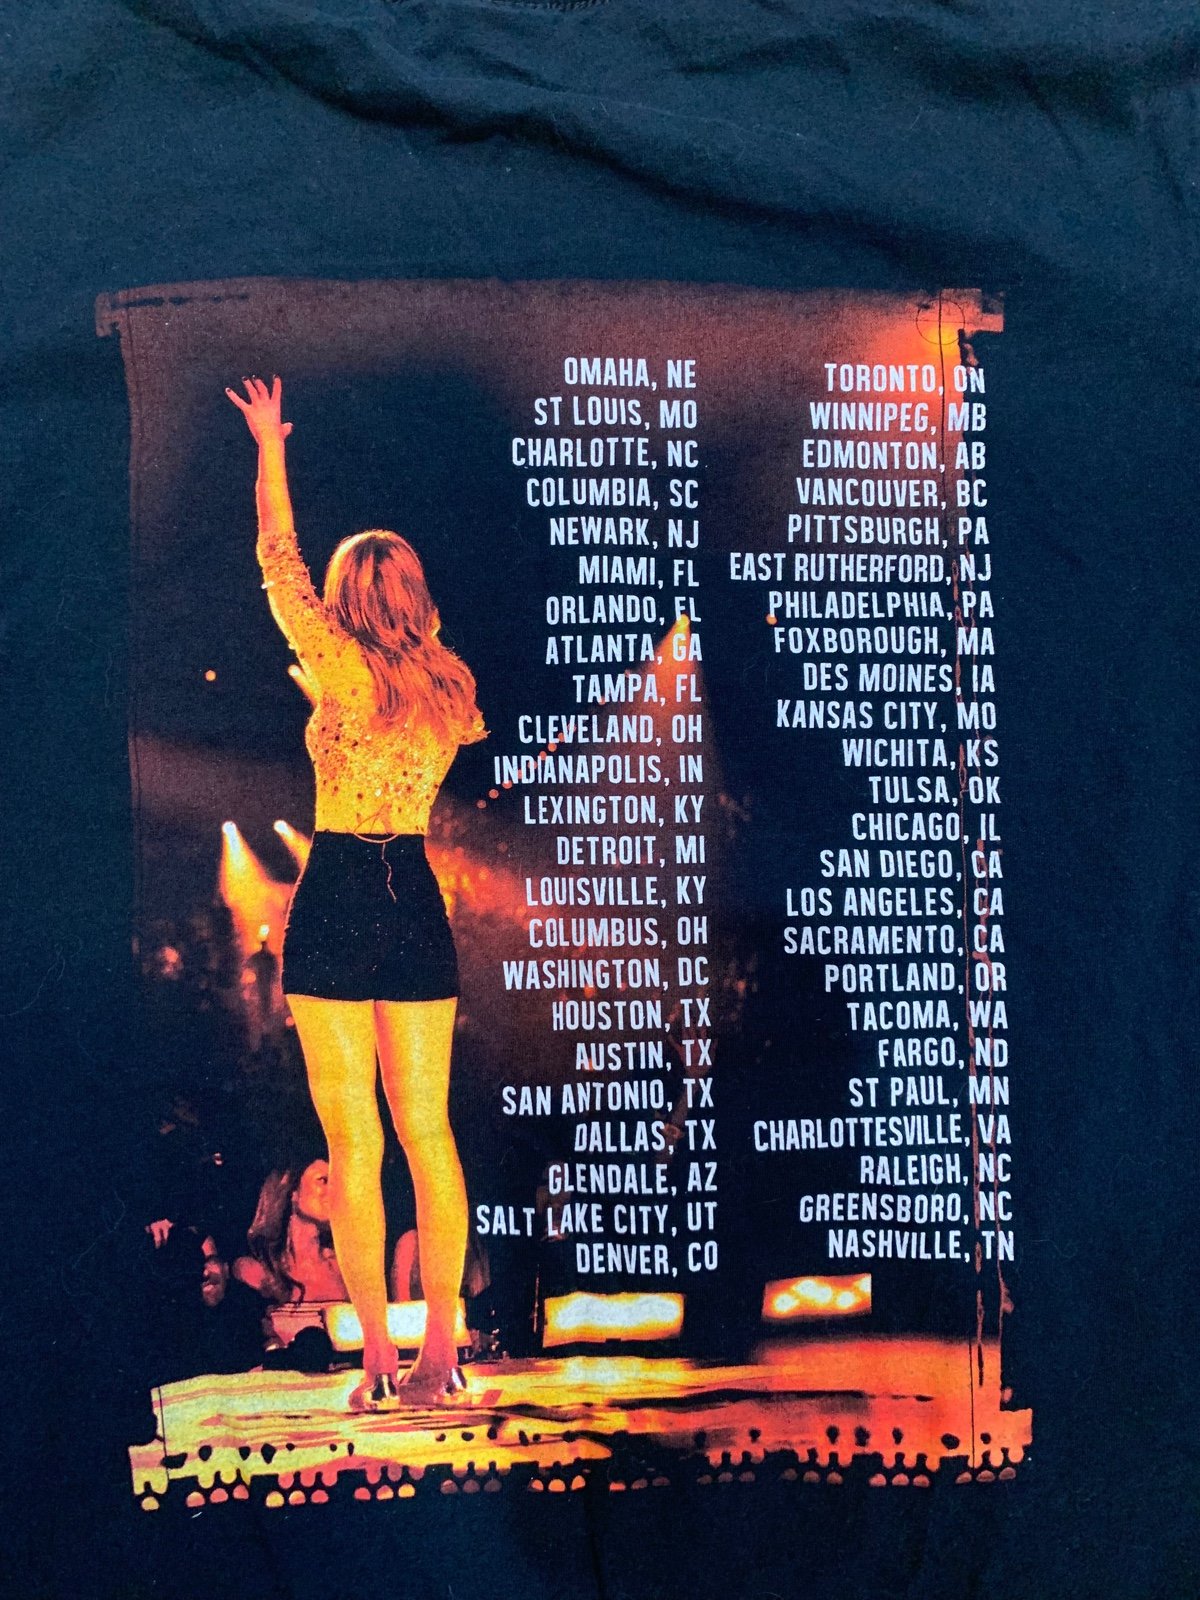 OMAHA, NE
ST LOUIS, MO
CHARLOTTE, NC
COLUMBIA, SC
NEWARK, NJ
MIAMI, FL
ORLANDO, FL
ATLANTA, GA
TAMPA, FL
CLEVELAND, OH
INDIANAPOLIS, IN
LEXINGTON, KY
DETROIT, MI
LOUISVILLE, KY
COLUMBUS, OH
WASHINGTON, DC
HOUSTON, TX
AUSTIN, TX
SAN ANTONIO, TX
DALLAS, TX
GLENDALE, AZ
SALT LAKE CITY, UT
DENVER, CO
TORONTO, ON
WINNIPEG, MB
EDMONTON, AB
VANCOUVER, BC
PITTSBURGH, PA
EAST RUTHERFORD, NJ
PHILADELPHIA, PA
FOXBOROUGH, MA
DES MOINES, IA
KANSAS CITY, MO
WICHITA, KS
TULSA, OK
CHICAGO, IL
SAN DIEGO, CA
LOS ANGELES, CA
SACRAMENTO, CA
PORTLAND, OR
TACOMA, WA
FARGO, ND
ST PAUL, MN
CHARLOTTESVILLE, VA
RALEIGH, NC
GREENSBORO, NC
NASHVILLE, TN